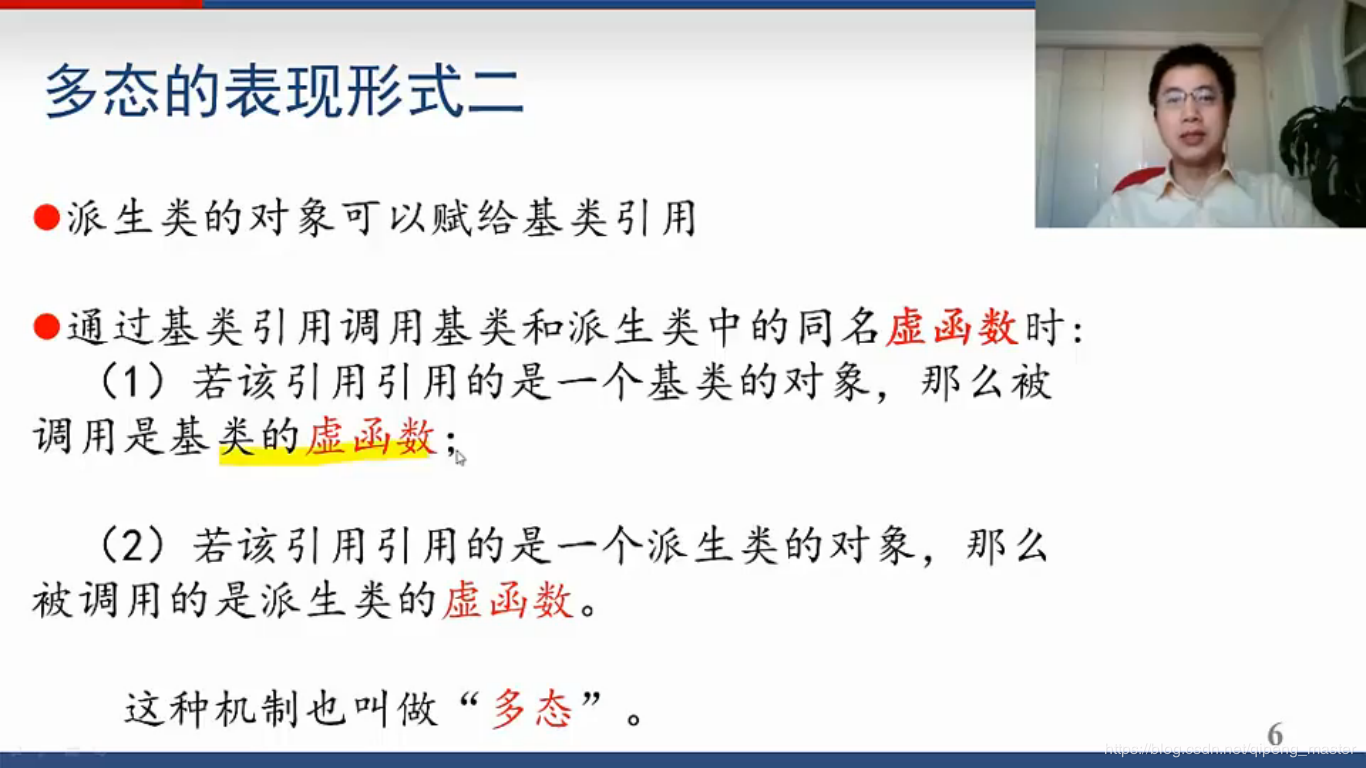 多态的表现形式二
●派生类的对象可以赋给基类引用
●通过基类引用调用基类和派生类中的同名虚函数时:
（1）若该引用引用的是一个基类的对象，那么被
调用是基类的虚函数；
（2）若该引用引用的是一个派生类的对象，那么
被调用的是派生类的虚函数。
这种机制也叫做“多态”。
6
https://blog.csdn.net/qipeng_master